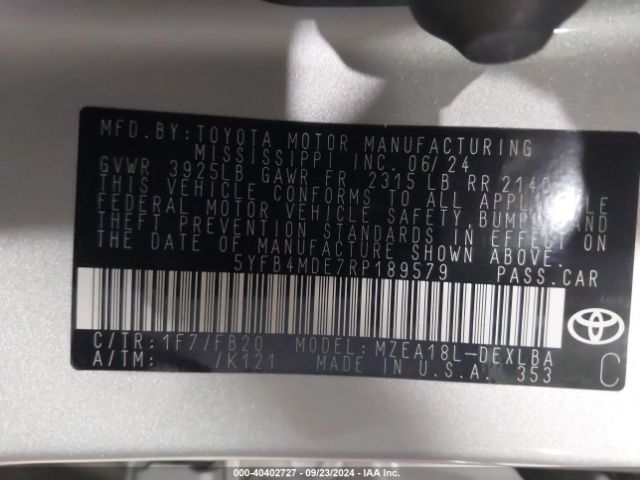 MFD.BY:TOYOTA MOTOR MANUFACTURING
MISSISSIPPI INC. 06/24
GVWR 3925LB GAWR FR 2315 LB RR 2140
THIS VEHICLE CONFORMS TO ALL APPLICABLE
FEDERAL MOTOR VEHICLE SAFETY, BUMPER AND
THEFT PREVENTION STANDARDS IN EFFECT ON
THE DATE OF MANUFACTURE SHOWN ABOVE.
5YFB4MDE7RP189579 PASS.CAR
C/TR:1F7/FB20 MODEL:MZEA18L-DEXLBA
A/TM: /K121 MADE IN U.S.A. 353
C
000-40402727 - 09/23/2024 - IAA Inc.